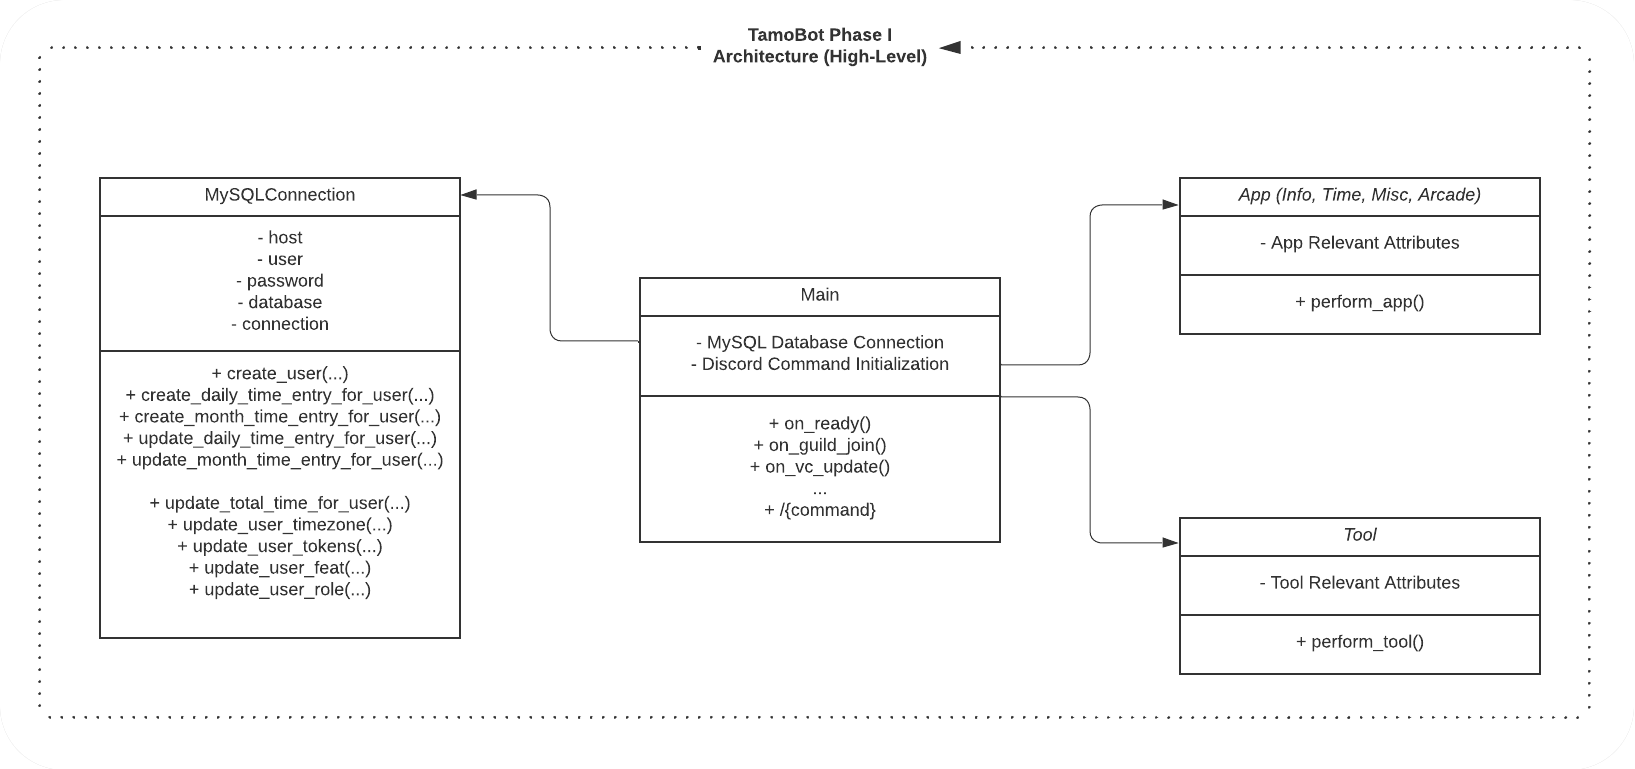 TamoBot Phase I
Architecture (High-Level)
MySQLConnection
- host
- user
- password
- database
- connection
+ create_user(...)
+ create_daily_time_entry_for_user(...)
+ create_month_time_entry_for_user(...)
+ update_daily_time_entry_for_user(...)
+ update_month_time_entry_for_user(...)
+ update_total_time_for_user(...)
+ update_user_timezone(...)
+ update_user_tokens(...)
+ update_user_feat(...)
+ update_user_role(...)
Main
- MySQL Database Connection
- Discord Command Initialization
+ on_ready()
+ on_guild_join()
+ on_vc_update()
...
+ /{command}
App (Info, Time, Misc, Arcade)
- App Relevant Attributes
+ perform_app()
Tool
- Tool Relevant Attributes
+ perform_tool()